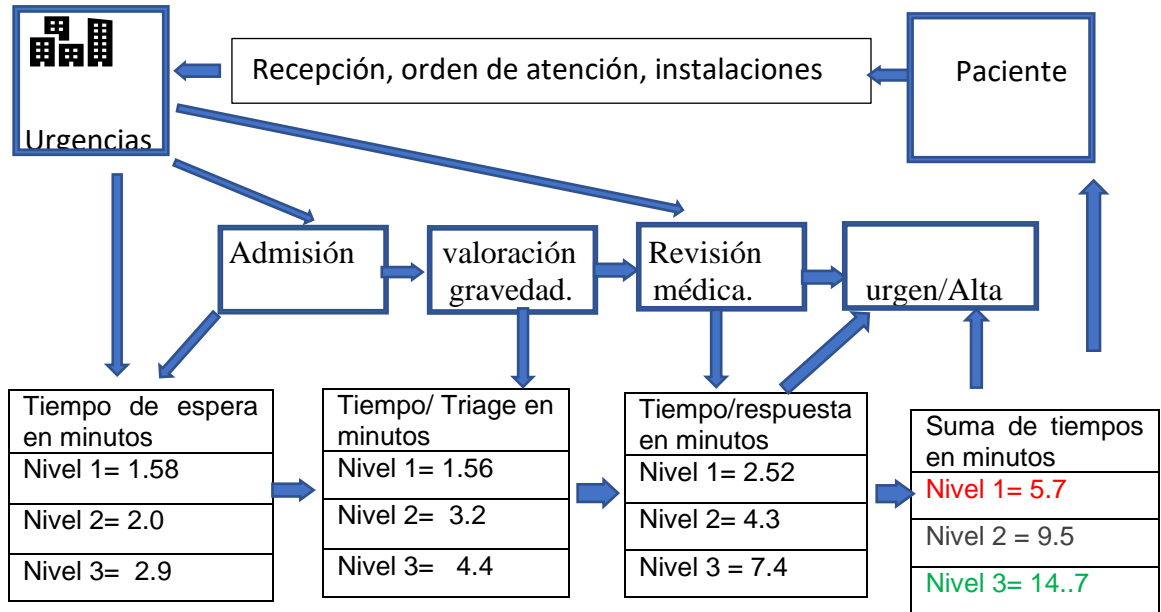 Recepción, orden de atención, instalaciones
Paciente
Urgencias
Admisión
valoración
gravedad.
Revisión
médica.
urgen/Alta
Tiempo de espera
en minutos
Nivel 1= 1.58
Nivel 2= 2.0
Nivel 3= 2.9
Tiempo/ Triage en
minutos
Nivel 1= 1.56
Nivel 2= 3.2
Nivel 3= 4.4
Tiempo/respuesta
en minutos
Nivel 1= 2.52
Nivel 2= 4.3
Nivel 3 = 7.4
Suma de tiempos
en minutos
Nivel 1= 5.7
Nivel 2 = 9.5
Nivel 3= 14..7